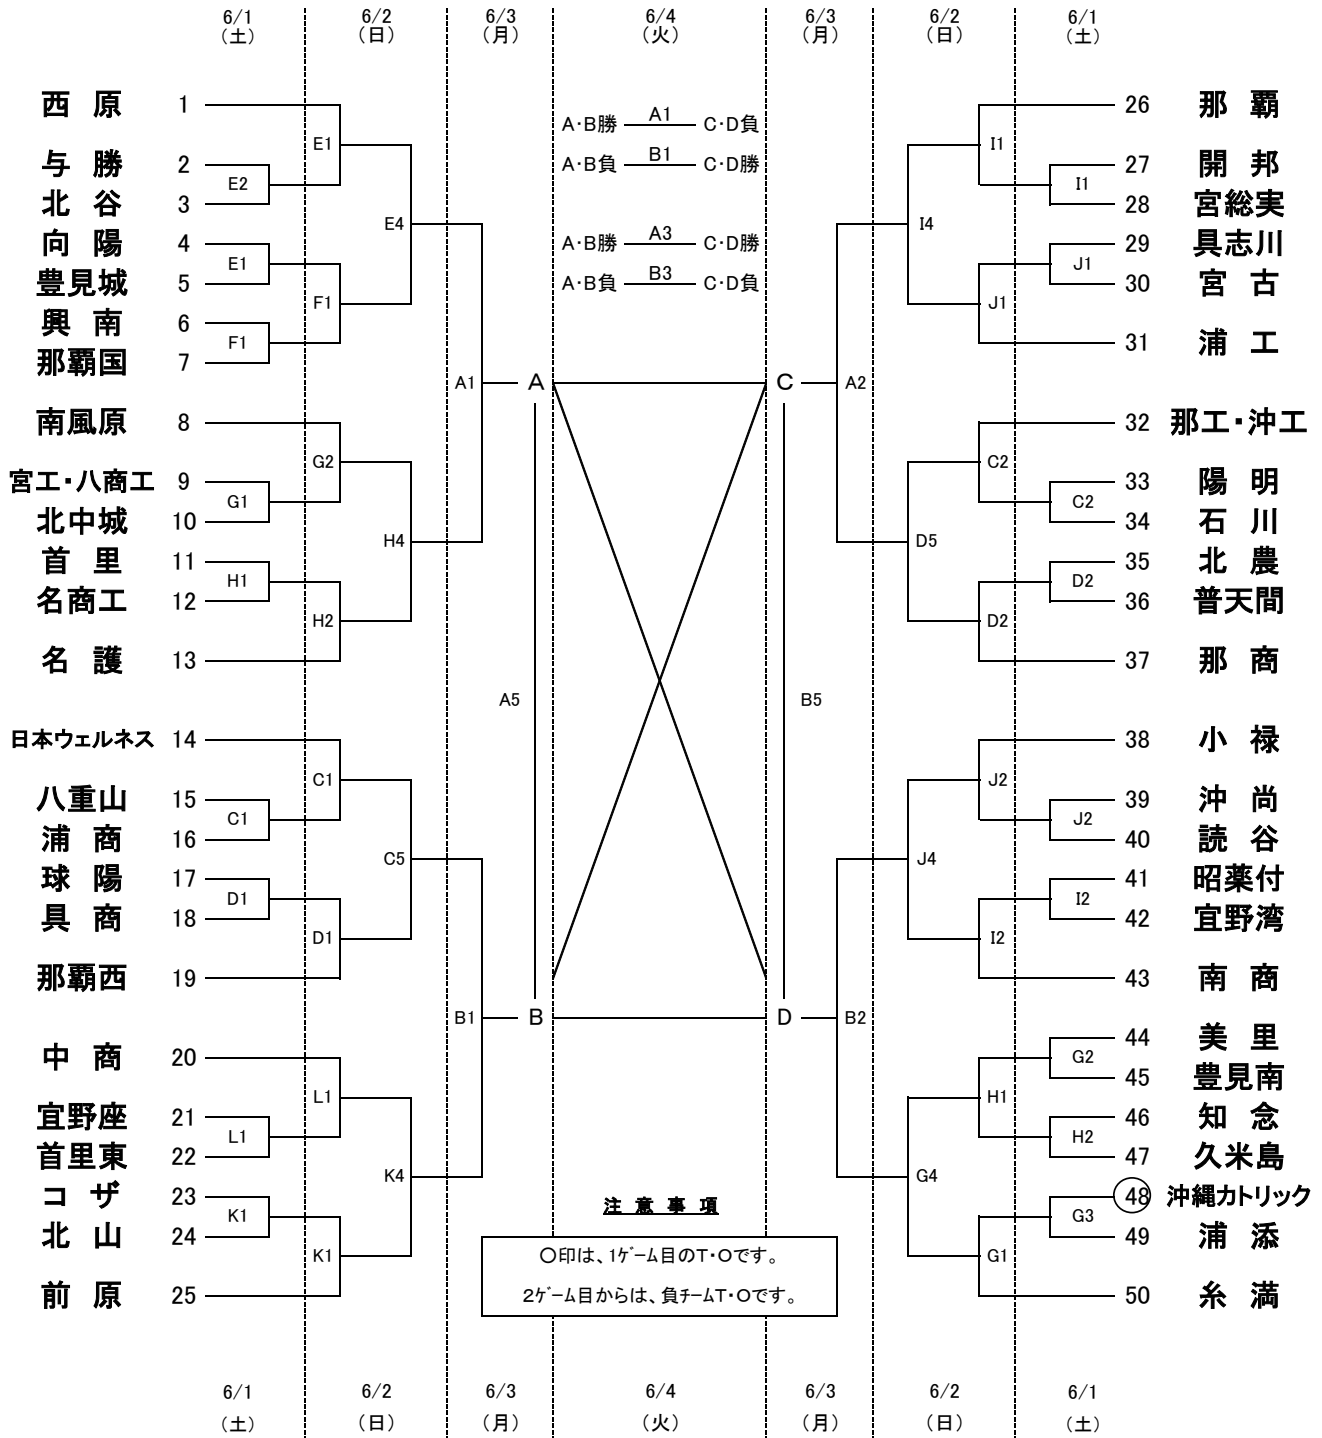 6/1 6/2 6/3 6/4 6/3 6/2 6/1
(土) (日) (月) (火) (月) (日) (土)
西 原 1 26 那 覇
A・B勝 A1 C・D負
E1 I1
与 勝 2 A・B負 B1 C・D勝 27 開 邦
E2 I1
北 谷 3 28 宮総実
E4 I4
向 陽 4 A・B勝 A3 C・D勝 29 具志川
E1 J1
豊見城 5 A・B負 B3 C・D負 30 宮 古
F1 J1
興 南 6
F1 31 浦 工
那覇国 7
A1 A C A2
南風原 8 32 那工・沖工
G2 C2
宮工・八商工 9 33 陽 明
G1 C2
北中城 10 34 石 川
H4 D5
首 里 11 35 北 農
H1 D2
名商工 12 36 普天間
H2 D2
名 護 13 37 那 商
A5 B5
日本ウェルネス 14 38 小 禄
C1 J2
八重山 15 39 沖 尚
C1 J2
浦 商 16 40 読 谷
C5 J4
球 陽 17 41 昭薬付
D1 I2
具 商 18 42 宜野湾
D1 I2
那覇西 19 43 南 商
B1 B D B2
44 美 里
中 商 20 G2
45 豊見南
L1 H1
宜野座 21 46 知 念
L1 H2
首里東 22 47 久米島
K4 G4
コ ザ 23 注 意 事 項 48 沖縄カトリック
K1 G3
北 山 24 49 浦 添
K1 ○印は、1ゲーム目のT・Oです。 G1
前 原 25 2ゲーム目からは、負チームT・Oです。 50 糸 満
6/1 6/2 6/3 6/4 6/3 6/2 6/1
(土) (日) (月) (火) (月) (日) (土)